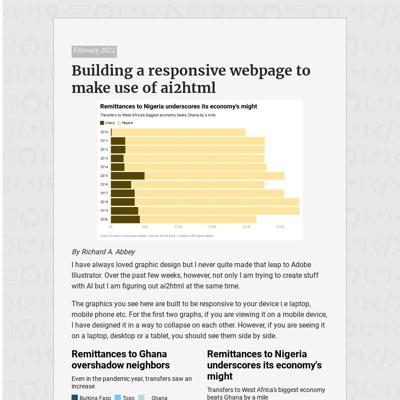 February 2022
Building a responsive webpage to
make use of ai2html
Remittances to Nigeria underscores its economy's might
Transfers to West Africa's biggest economy beats Ghana by a mile
Ghana Nigeria
2010
2011
2012
2013
2014
2015
2016
2017
2018
2019
2020
By Richard A. Abbey
I have always loved graphic design but I never quite made that leap to Adobe
Illustrator. Over the past few weeks, however, not only I am trying to create stuff
with AI but I am figuring out ai2html at the same time.
The graphics you see here are built to be responsive to your device i.e laptop,
mobile phone etc. For the first two graphs, if you are viewing it on a mobile device,
I have designed it in a way to collapse on each other. However, if you are seeing it
on a laptop, desktop or a tablet, you should see them side by side.
Remittances to Ghana
overshadow neighbors
Even in the pandemic year, transfers saw an
increase
Burkina Faso Togo Ghana
Remittances to Nigeria
underscores its economy's
might
Transfers to West Africa's biggest economy
beats Ghana by a mile